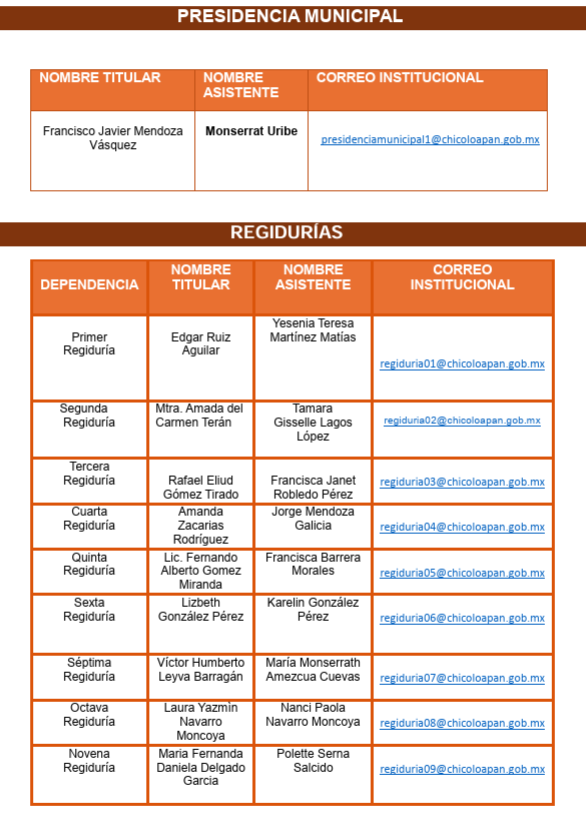 PRESIDENCIA MUNICIPAL
NOMBRE TITULAR
NOMBRE
ASISTENTE
CORREO INSTITUCIONAL
Francisco Javier Mendoza
Vásquez
Monserrat Uribe
presidenciamunicipal1@chicoloapan.gob.mx
REGIDURÍAS
DEPENDENCIA
NOMBRE
TITULAR
NOMBRE
ASISTENTE
CORREO
INSTITUCIONAL
Primer
Regiduría
Edgar Ruiz
Aguilar
Yesenia Teresa
Martínez Matías
regiduria01@chicoloapan.gob.mx
Segunda
Regiduría
Mtra. Amada del
Carmen Terán
Tamara
Gisselle Lagos
López
regiduria02@chicoloapan.gob.mx
Tercera
Regiduría
Rafael Eliud
Gómez Tirado
Francisca Janet
Robledo Pérez
regiduria03@chicoloapan.gob.mx
Cuarta
Regiduría
Amanda
Zacarias
Rodríguez
Jorge Mendoza
Galicia
regiduria04@chicoloapan.gob.mx
Quinta
Regiduría
Lic. Fernando
Alberto Gomez
Miranda
Francisca Barrera
Morales
regiduria05@chicoloapan.gob.mx
Sexta
Regiduría
Lizbeth
González Pérez
Karelin González
Pérez
regiduria06@chicoloapan.gob.mx
Séptima
Regiduría
Víctor Humberto
Leyva Barragán
María Monserrath
Amezcua Cuevas
regiduria07@chicoloapan.gob.mx
Octava
Regiduría
Laura Yazmín
Navarro
Moncoya
Nanci Paola
Navarro Moncoya
regiduria08@chicoloapan.gob.mx
Novena
Regiduría
Maria Fernanda
Daniela Delgado
Garcia
Polette Serna
Salcido
regiduria09@chicoloapan.gob.mx